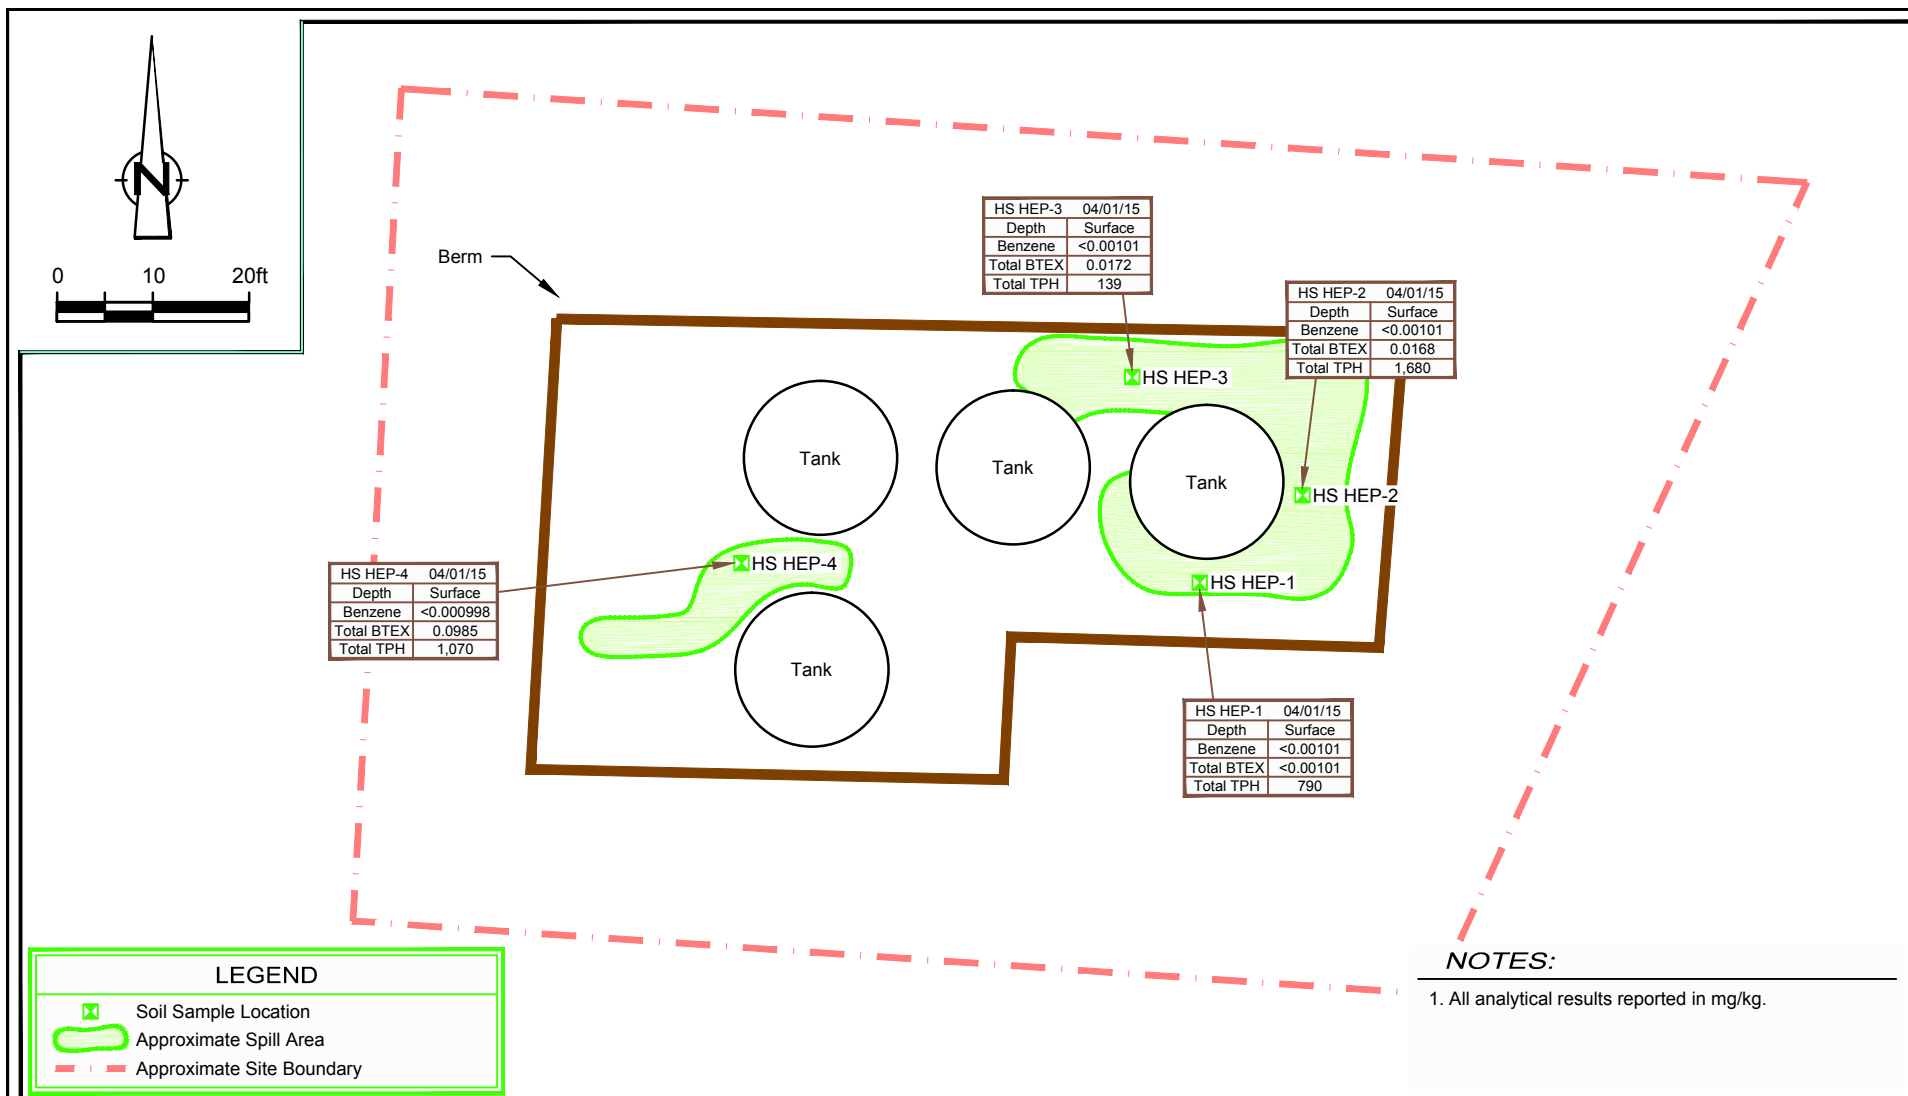 N
0 10 20ft
Berm
HS HEP-3 04/01/15
Depth Surface
Benzene <0.00101
Total BTEX 0.0172
Total TPH 139
HS HEP-2 04/01/15
Depth Surface
Benzene <0.00101
Total BTEX 0.0168
Total TPH 1,680
HS HEP-3
Tank
Tank
Tank
HS HEP-2
HS HEP-4
HS HEP-1
HS HEP-4 04/01/15
Depth Surface
Benzene <0.000998
Total BTEX 0.0985
Total TPH 1,070
Tank
HS HEP-1 04/01/15
Depth Surface
Benzene <0.00101
Total BTEX <0.00101
Total TPH 790
LEGEND
Soil Sample Location
Approximate Spill Area
Approximate Site Boundary
NOTES:
1. All analytical results reported in mg/kg.